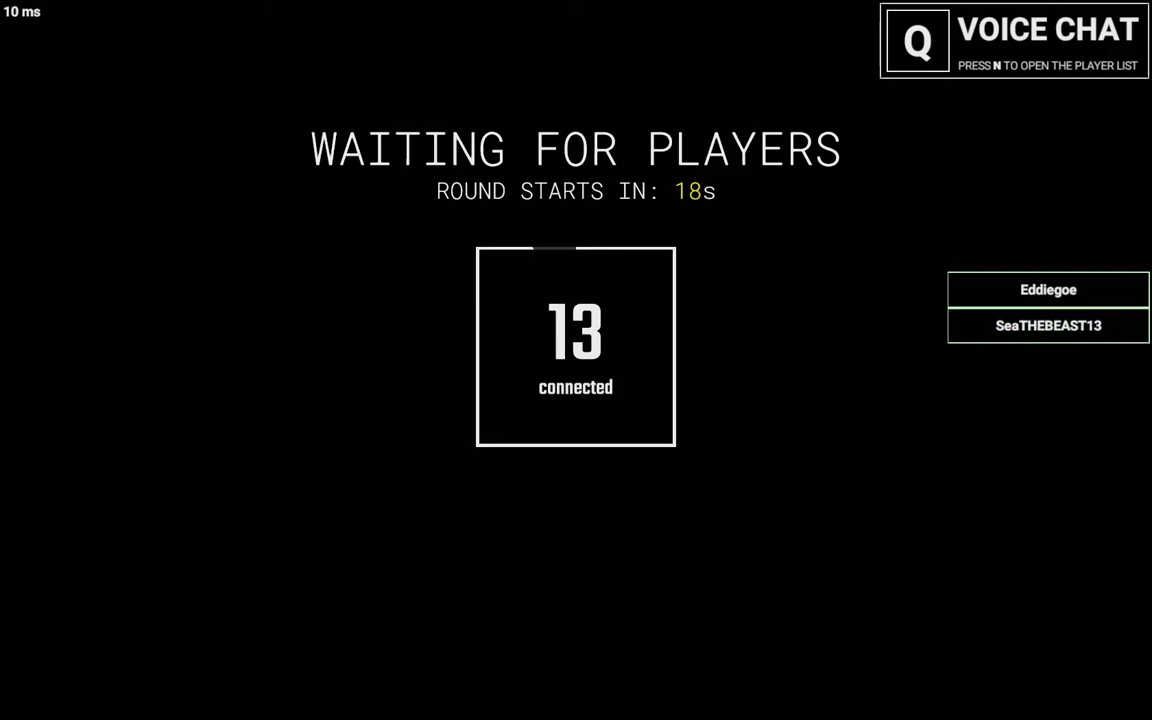 10 ms
Q
VOICE CHAT
PRESS N TO OPEN THE PLAYER LIST
WAITING FOR PLAYERS
ROUND STARTS IN: 18s
13
connected
Eddiegoe
SeaTHEBEAST13